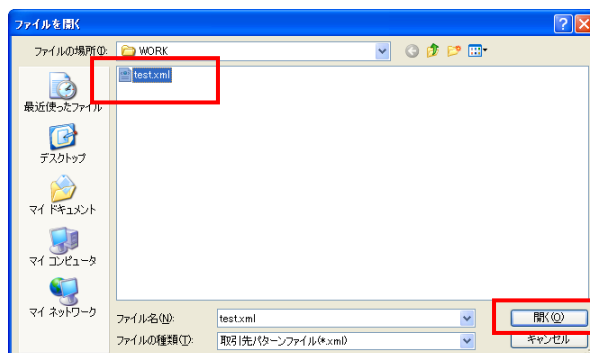 ファイルを開く
ファイルの場所(I):
WORK
test.xml
最近使ったファイル
デスクトップ
マイ ドキュメント
マイ コンピュータ
マイ ネットワーク
ファイル名(N):
test.xml
開く(O)
ファイルの種類(T):
取引先パターンファイル(*.xml)
キャンセル